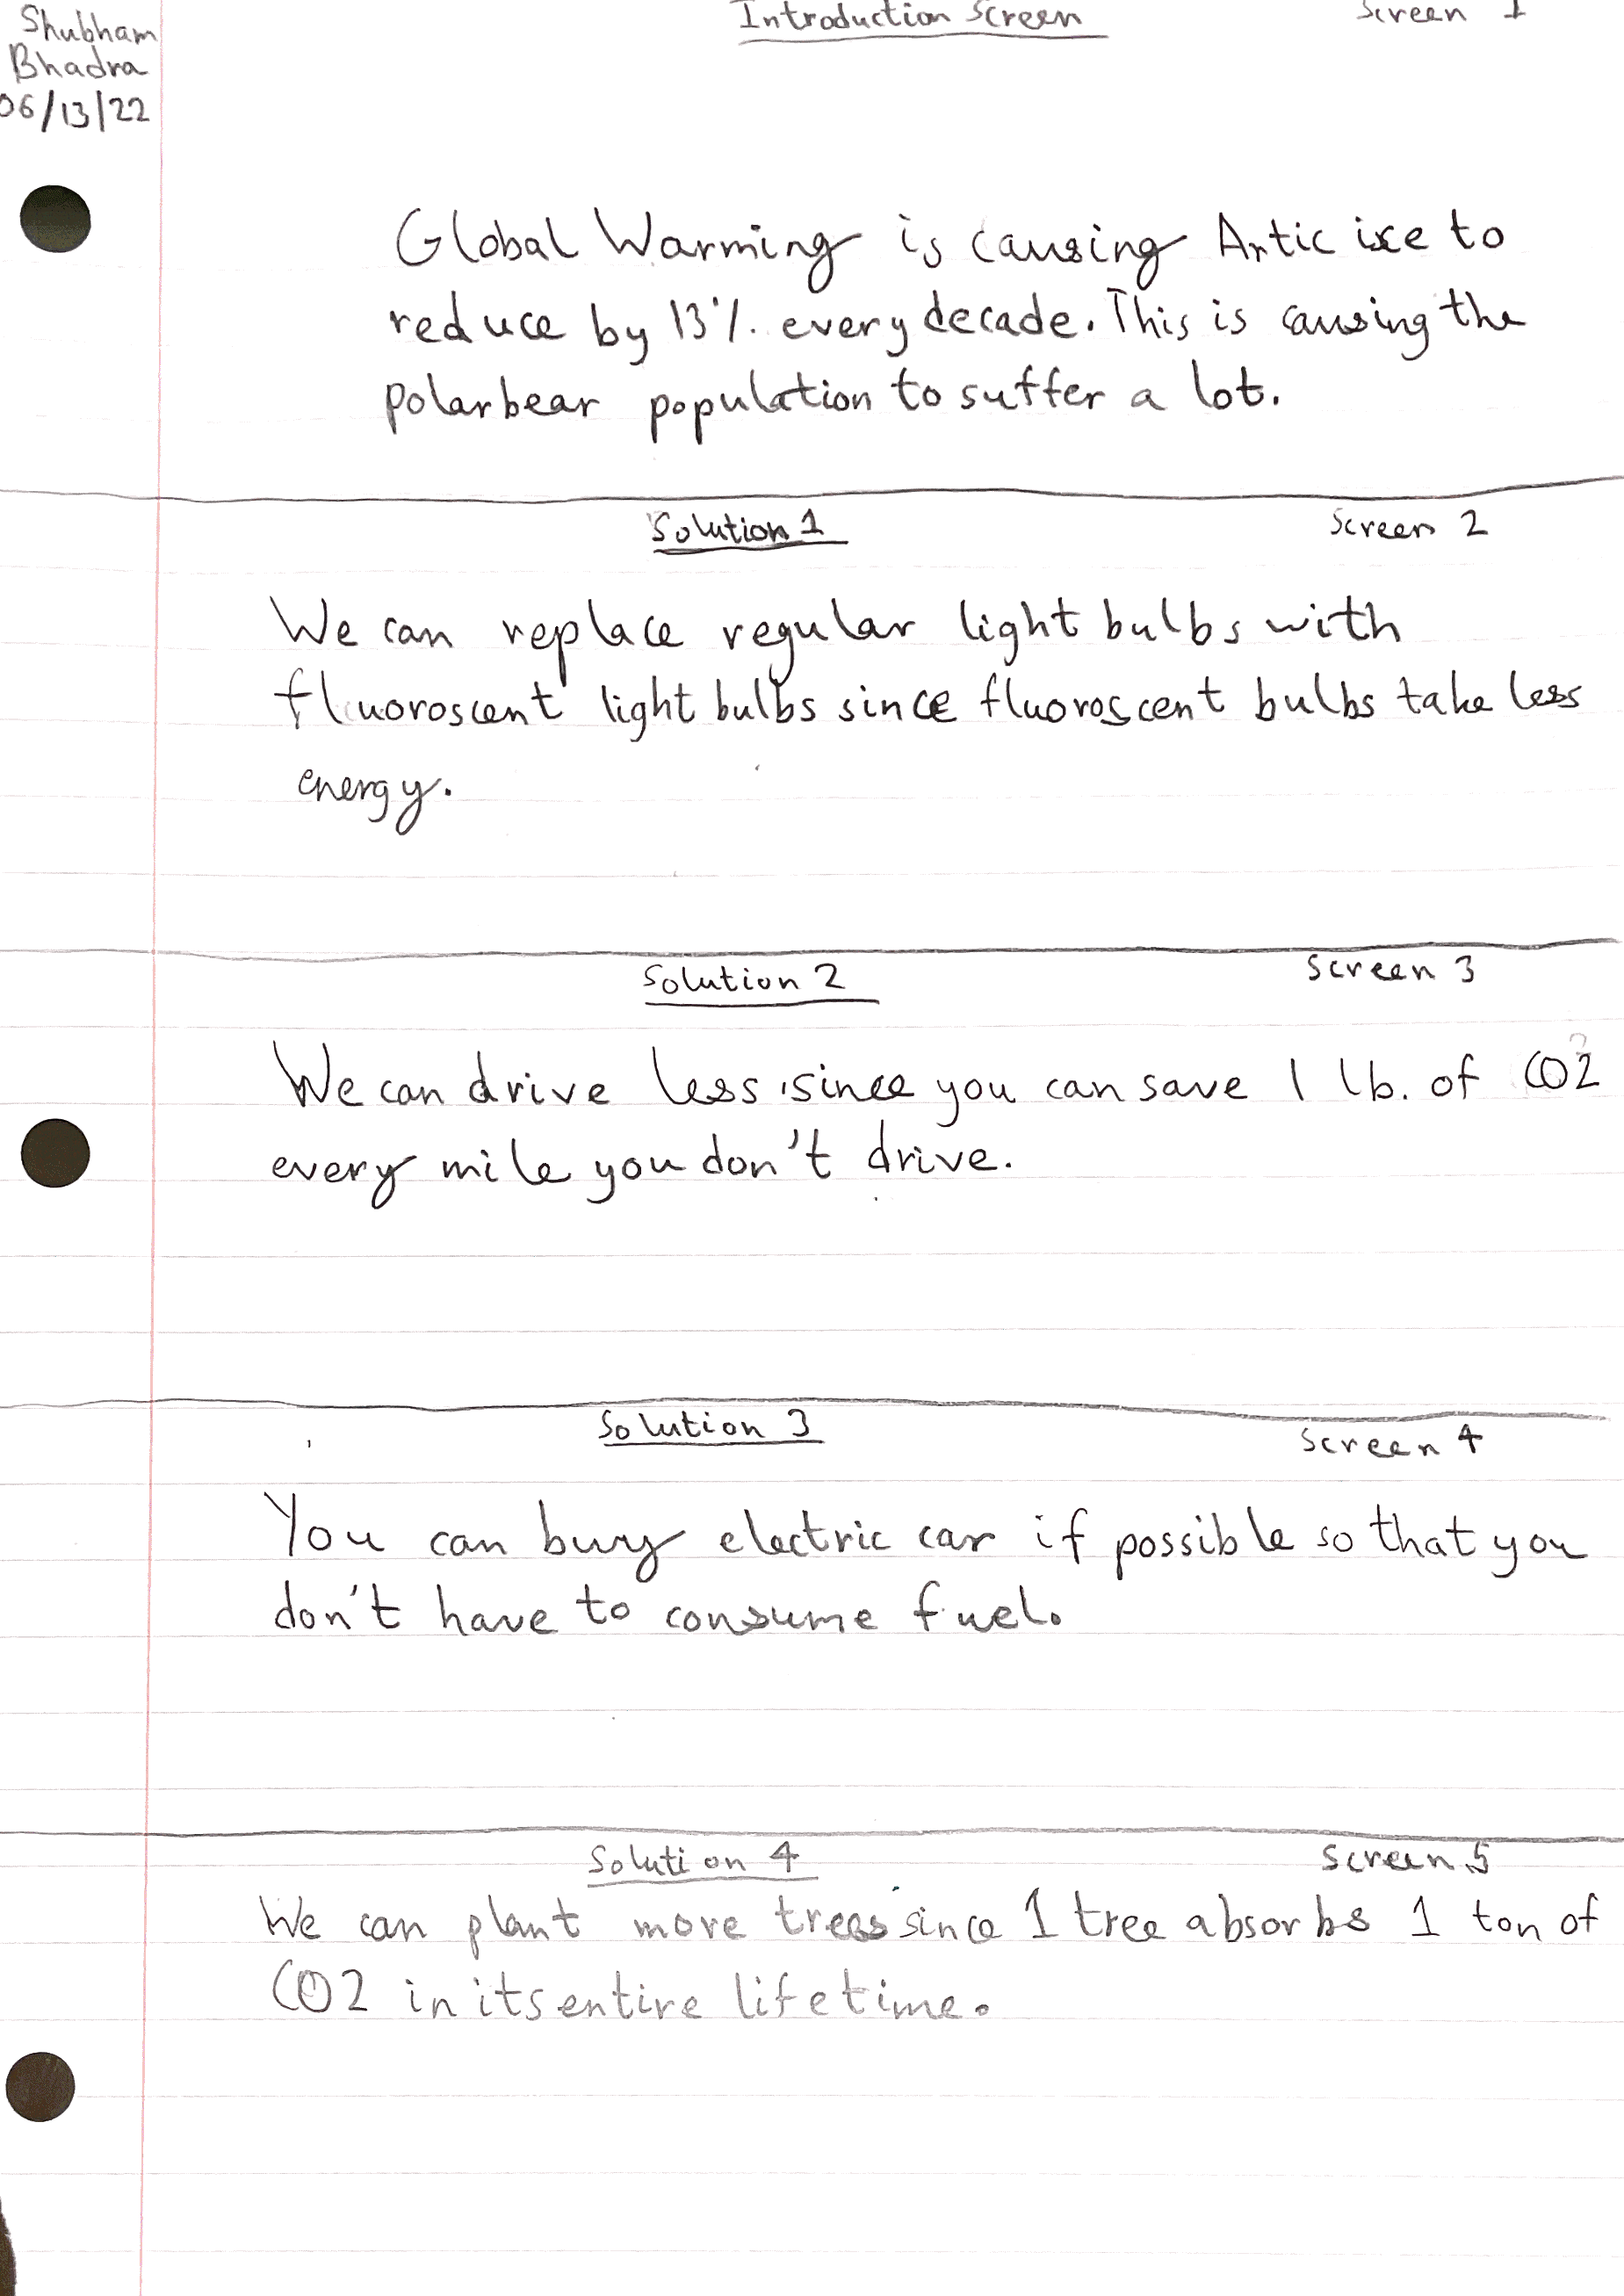 Shubham
Bhadra
06/13/22
Introduction Screen
Screen 1
Global Warming is causing Artic ice to
reduce by 13% every decade. This is causing the
polarbear population to suffer a lot.
Solution 1
Screen 2
We can replace regular light bulbs with
fluoroscent light bulbs since fluoroscent bulbs take less
energy.
Solution 2
Screen 3
We can drive less since you can save 1 lb. of CO2
every mile you don't drive.
Solution 3
Screen 4
You can buy electric car if possible so that you
don't have to consume fuel.
Solution 4
Screen 5
We can plant more trees since 1 tree absorbs 1 ton of
CO2 in its entire lifetime.